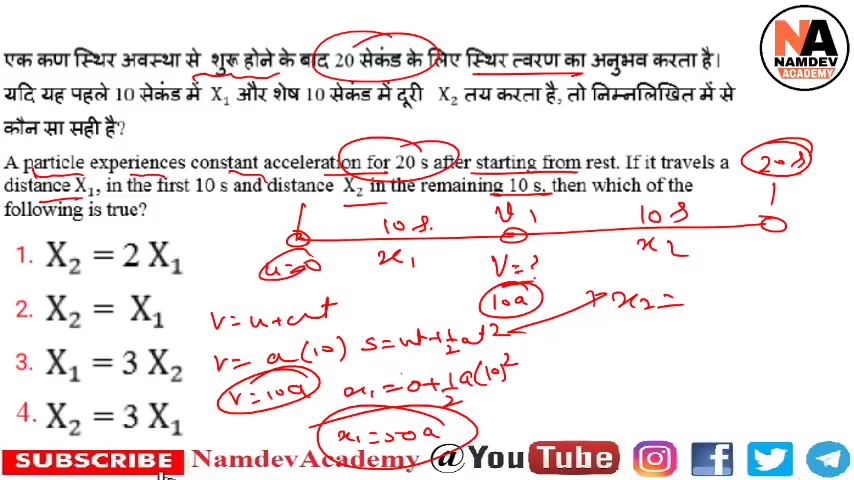 NA
NAMDEV
ACADEMY
एक कण स्थिर अवस्था से शुरू होने के बाद 20 सेकंड के लिए स्थिर त्वरण का अनुभव करता है।
यदि यह पहले 10 सेकंड में X₁ और शेष 10 सेकंड में दूरी X₂ तय करता है, तो निम्नलिखित में से
कौन सा सही है?
A particle experiences constant acceleration for 20 s after starting from rest. If it travels a
distance X₁, in the first 10 s and distance X₂ in the remaining 10 s, then which of the
following is true?
20 s
10 s. V₁ 10 s
x₁ x₂
u=0 V=?
10a
1. X₂ = 2 X₁
2. X₂ = X₁
3. X₁ = 3 X₂
4. X₂ = 3 X₁
v=u+at
v= a(10)
v=10a
s=ut+½at²
x₁=0+½a(10)²
x₁=50a
x₂=
SUBSCRIBE NamdevAcademy @YouTube